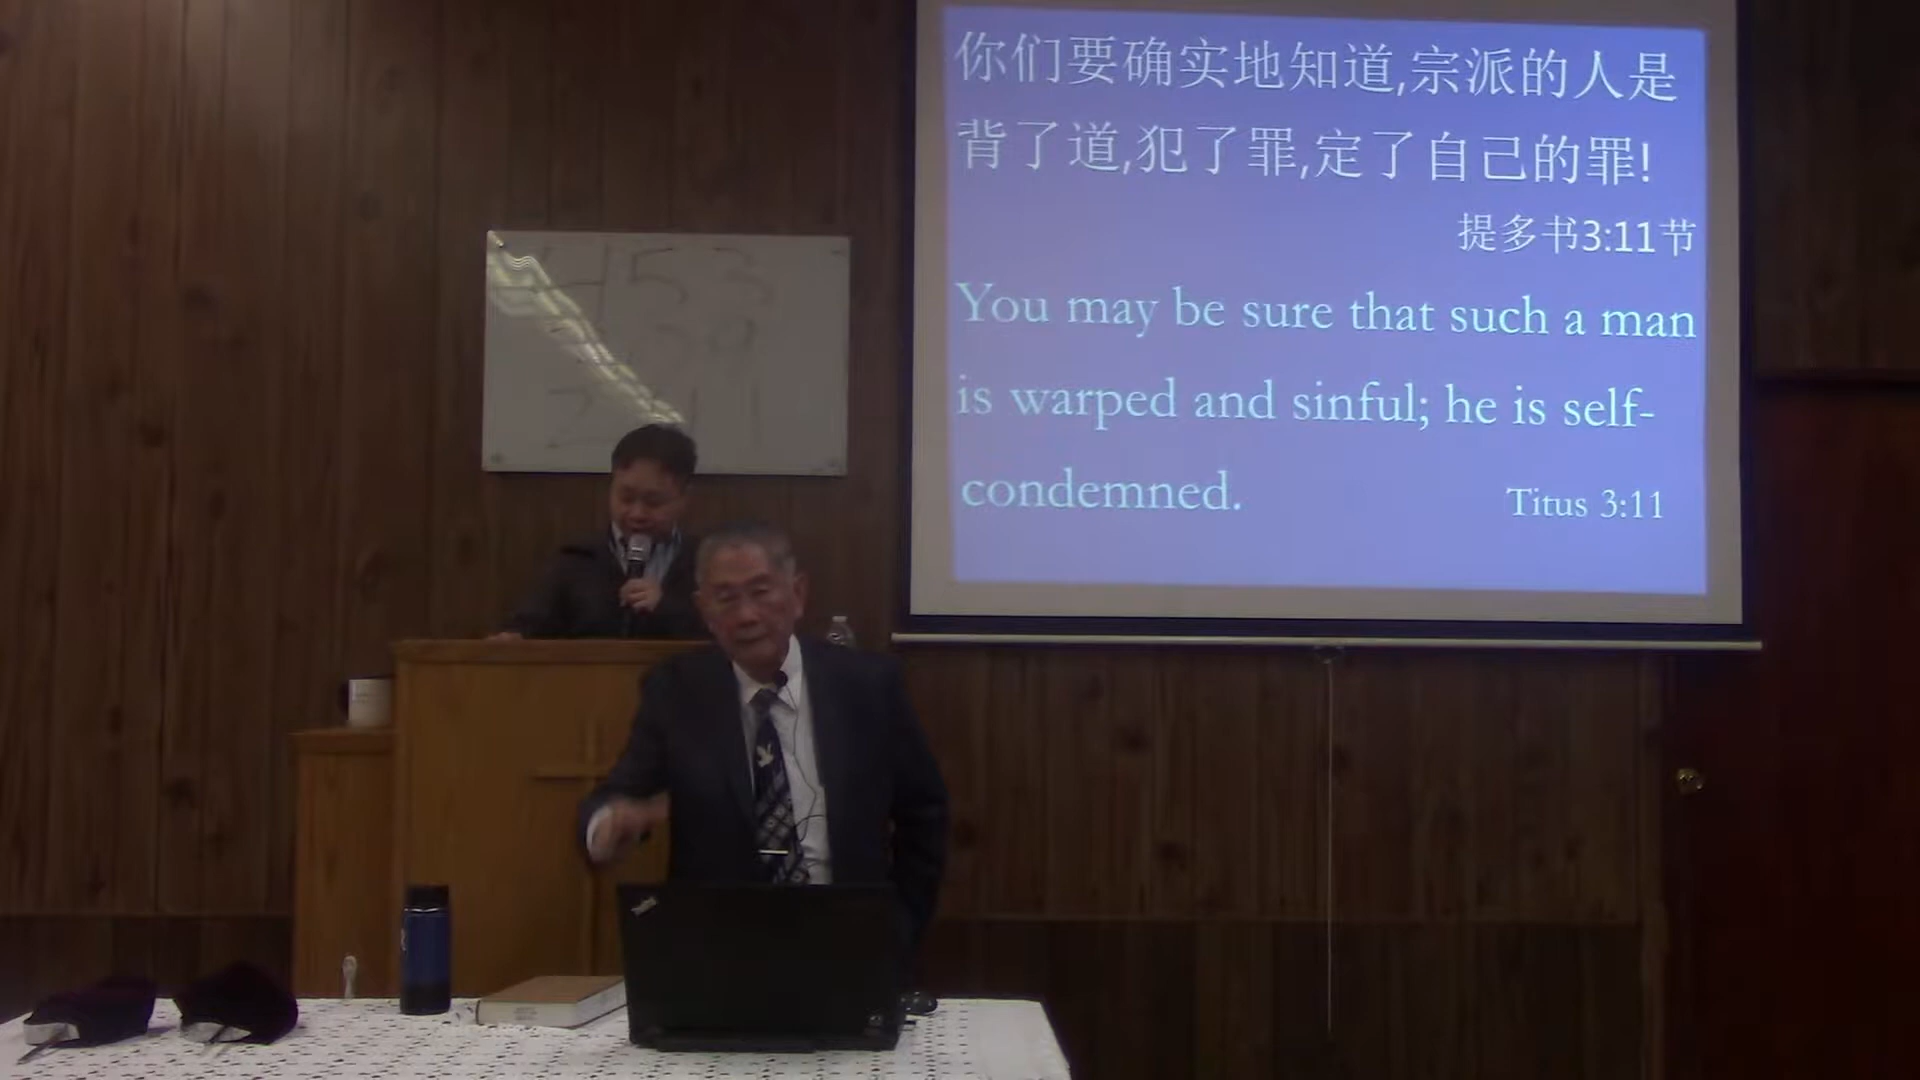 你们要确实地知道,宗派的人是
背了道,犯了罪,定了自己的罪!
提多书3:11节
You may be sure that such a man
is warped and sinful; he is self-
condemned.
Titus 3:11
453
ThinkPad